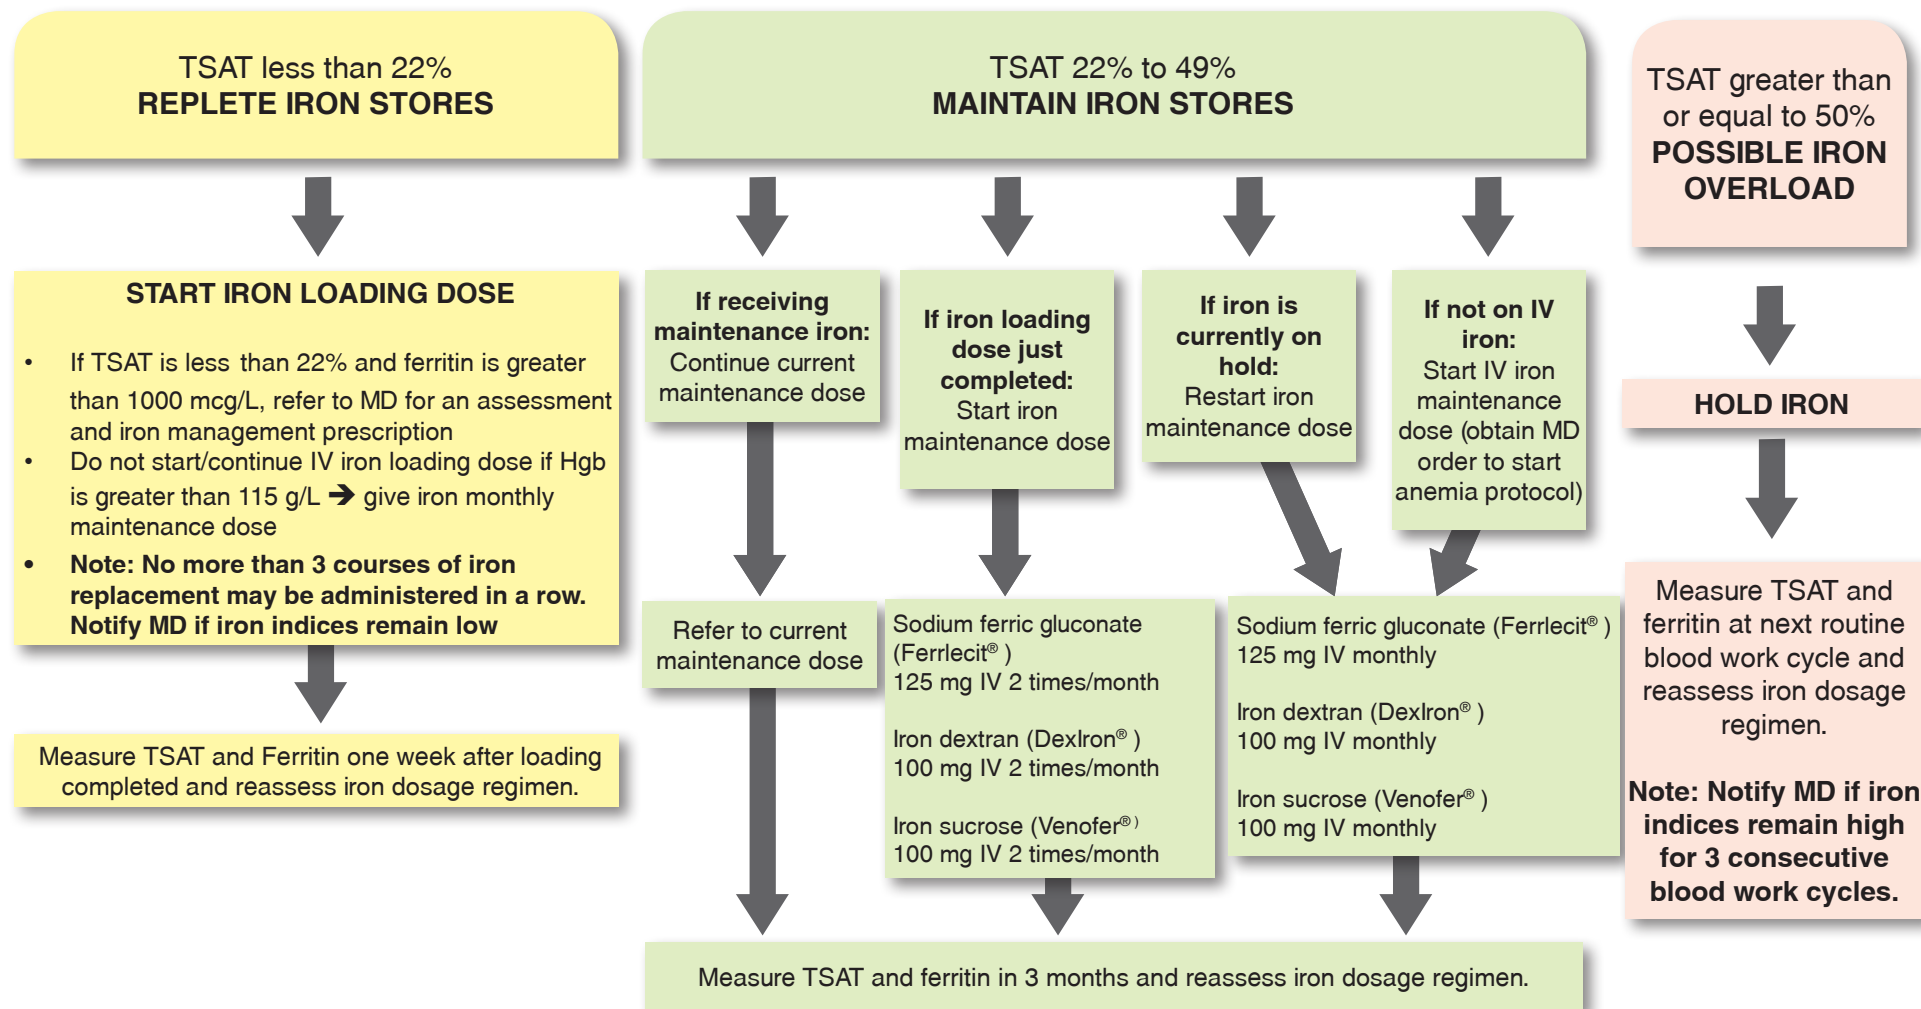 TSAT less than 22%
REPLETE IRON STORES
START IRON LOADING DOSE
• If TSAT is less than 22% and ferritin is greater
than 1000 mcg/L, refer to MD for an assessment
and iron management prescription
• Do not start/continue IV iron loading dose if Hgb
is greater than 115 g/L ➔ give iron monthly
maintenance dose
• Note: No more than 3 courses of iron
replacement may be administered in a row.
Notify MD if iron indices remain low
Measure TSAT and Ferritin one week after loading
completed and reassess iron dosage regimen.
TSAT 22% to 49%
MAINTAIN IRON STORES
If receiving
maintenance iron:
Continue current
maintenance dose
Refer to current
maintenance dose
If iron loading
dose just
completed:
Start iron
maintenance dose
Sodium ferric gluconate
(Ferrlecit® )
125 mg IV 2 times/month
Iron dextran (DexIron® )
100 mg IV 2 times/month
Iron sucrose (Venofer® )
100 mg IV 2 times/month
If iron is
currently on
hold:
Restart iron
maintenance dose
If not on IV
iron:
Start IV iron
maintenance
dose (obtain MD
order to start
anemia protocol)
Sodium ferric gluconate (Ferrlecit® )
125 mg IV monthly
Iron dextran (DexIron® )
100 mg IV monthly
Iron sucrose (Venofer® )
100 mg IV monthly
Measure TSAT and ferritin in 3 months and reassess iron dosage regimen.
TSAT greater than
or equal to 50%
POSSIBLE IRON
OVERLOAD
HOLD IRON
Measure TSAT and
ferritin at next routine
blood work cycle and
reassess iron dosage
regimen.
Note: Notify MD if iron
indices remain high
for 3 consecutive
blood work cycles.